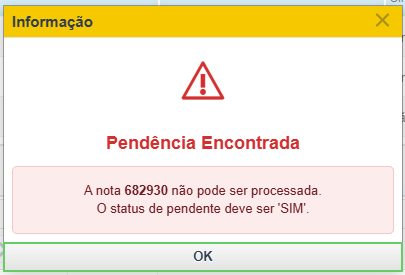 Informação
Pendência Encontrada
A nota 682930 não pode ser processada.
O status de pendente deve ser 'SIM'.
OK